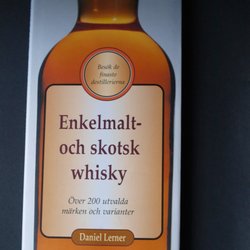 Besök de
finaste
destillerierna
Enkelmalt-
och skotsk
whisky
Över 200 utvalda
märken och varianter
Daniel Lerner